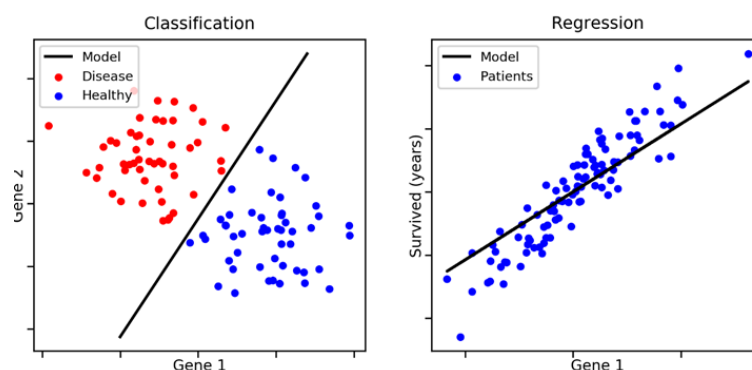 Classification
Model
Disease
Healthy
Gene 2
Gene 1
Regression
Model
Patients
Survived (years)
Gene 1